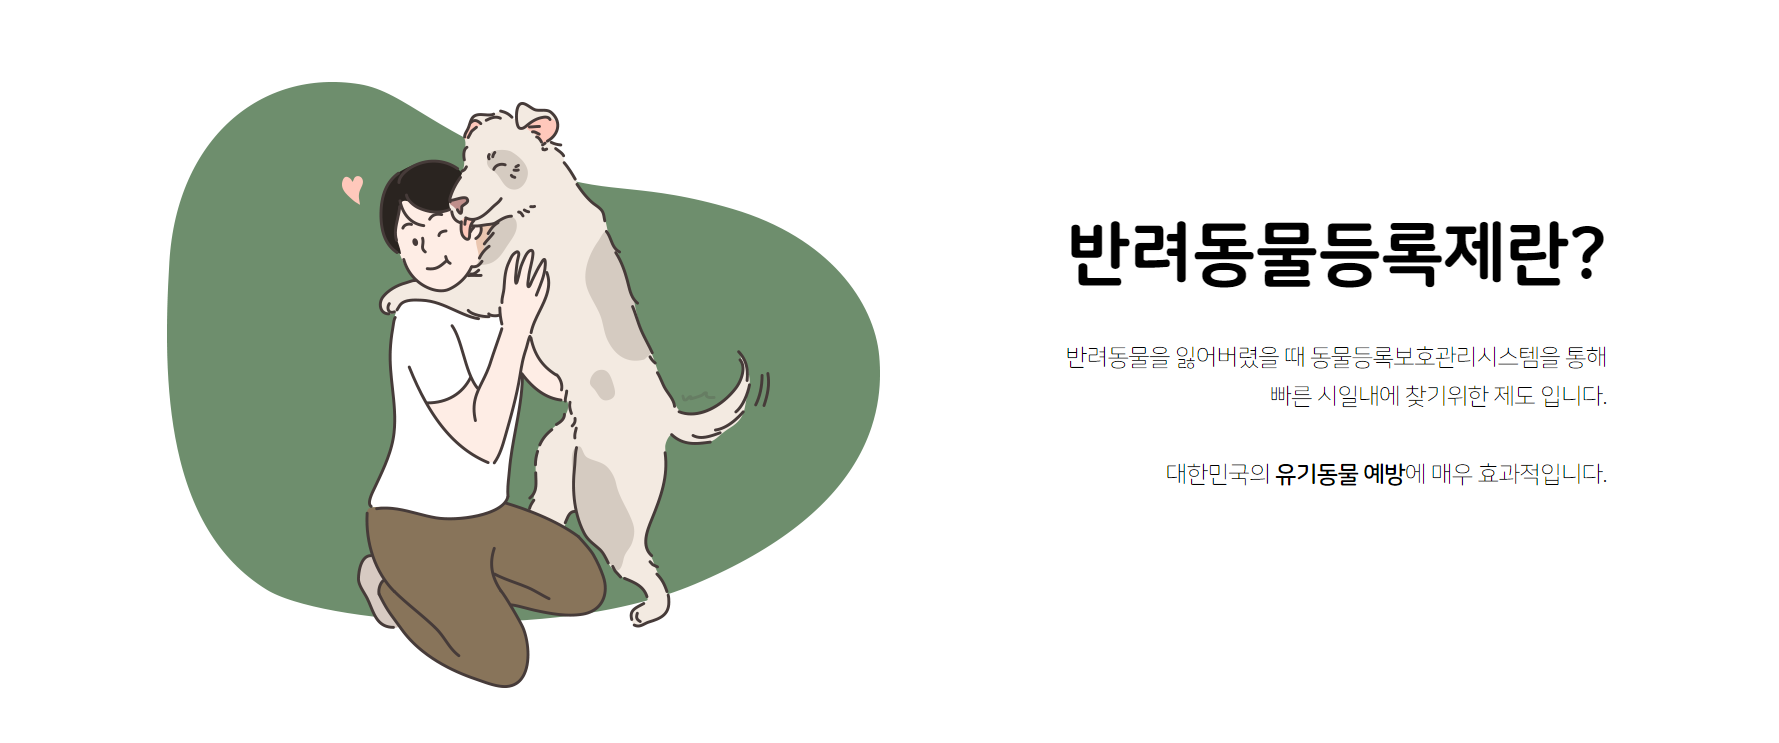 반려동물등록제란?
반려동물을 잃어버렸을 때 동물등록보호관리시스템을 통해
빠른 시일내에 찾기위한 제도 입니다.
대한민국의 유기동물 예방에 매우 효과적입니다.